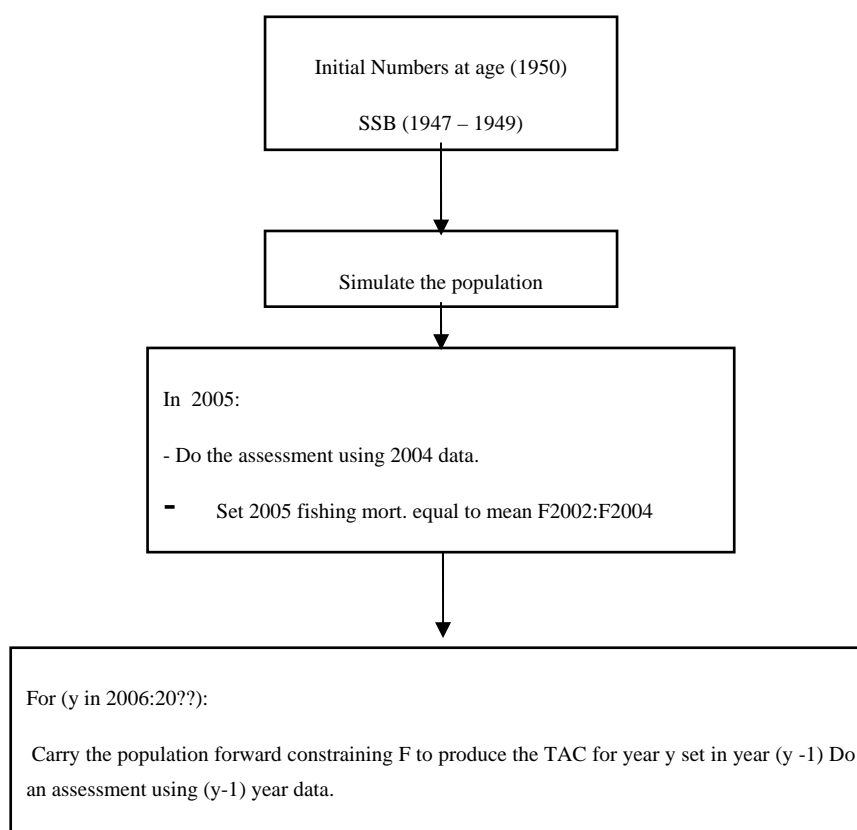 Initial Numbers at age (1950)
SSB (1947 – 1949)
Simulate the population
In  2005:
- Do the assessment using 2004 data.
- Set 2005 fishing mort. equal to mean F2002:F2004
For (y in 2006:20??):
Carry the population forward constraining F to produce the TAC for year y set in year (y -1) Do
an assessment using (y-1) year data.